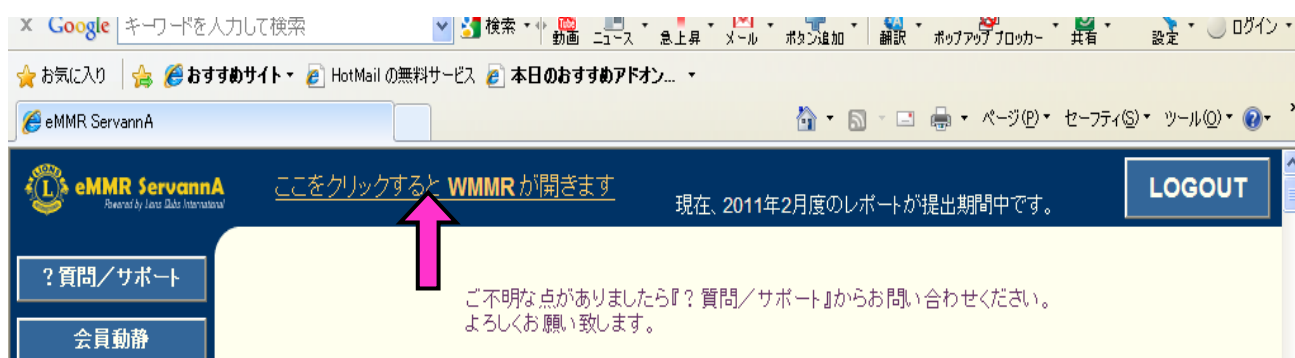 X Google キーワードを入力して検索 検索 動画 ニュース 急上昇 メール ボタン追加 翻訳 ポップアップ ブロッカー 共有 設定 ログイン
お気に入り おすすめサイト HotMail の無料サービス 本日のおすすめアドオン...
eMMR ServannA ページ(P) セーフティ(S) ツール(O)
eMMR ServannA ここをクリックすると WMMR が開きます 現在、2011年2月度のレポートが提出期間中です。 LOGOUT
Powered by Lions Clubs International
?質問/サポート
ご不明な点がありましたら『?質問/サポート』からお問い合わせください。
よろしくお願い致します。
会員動静